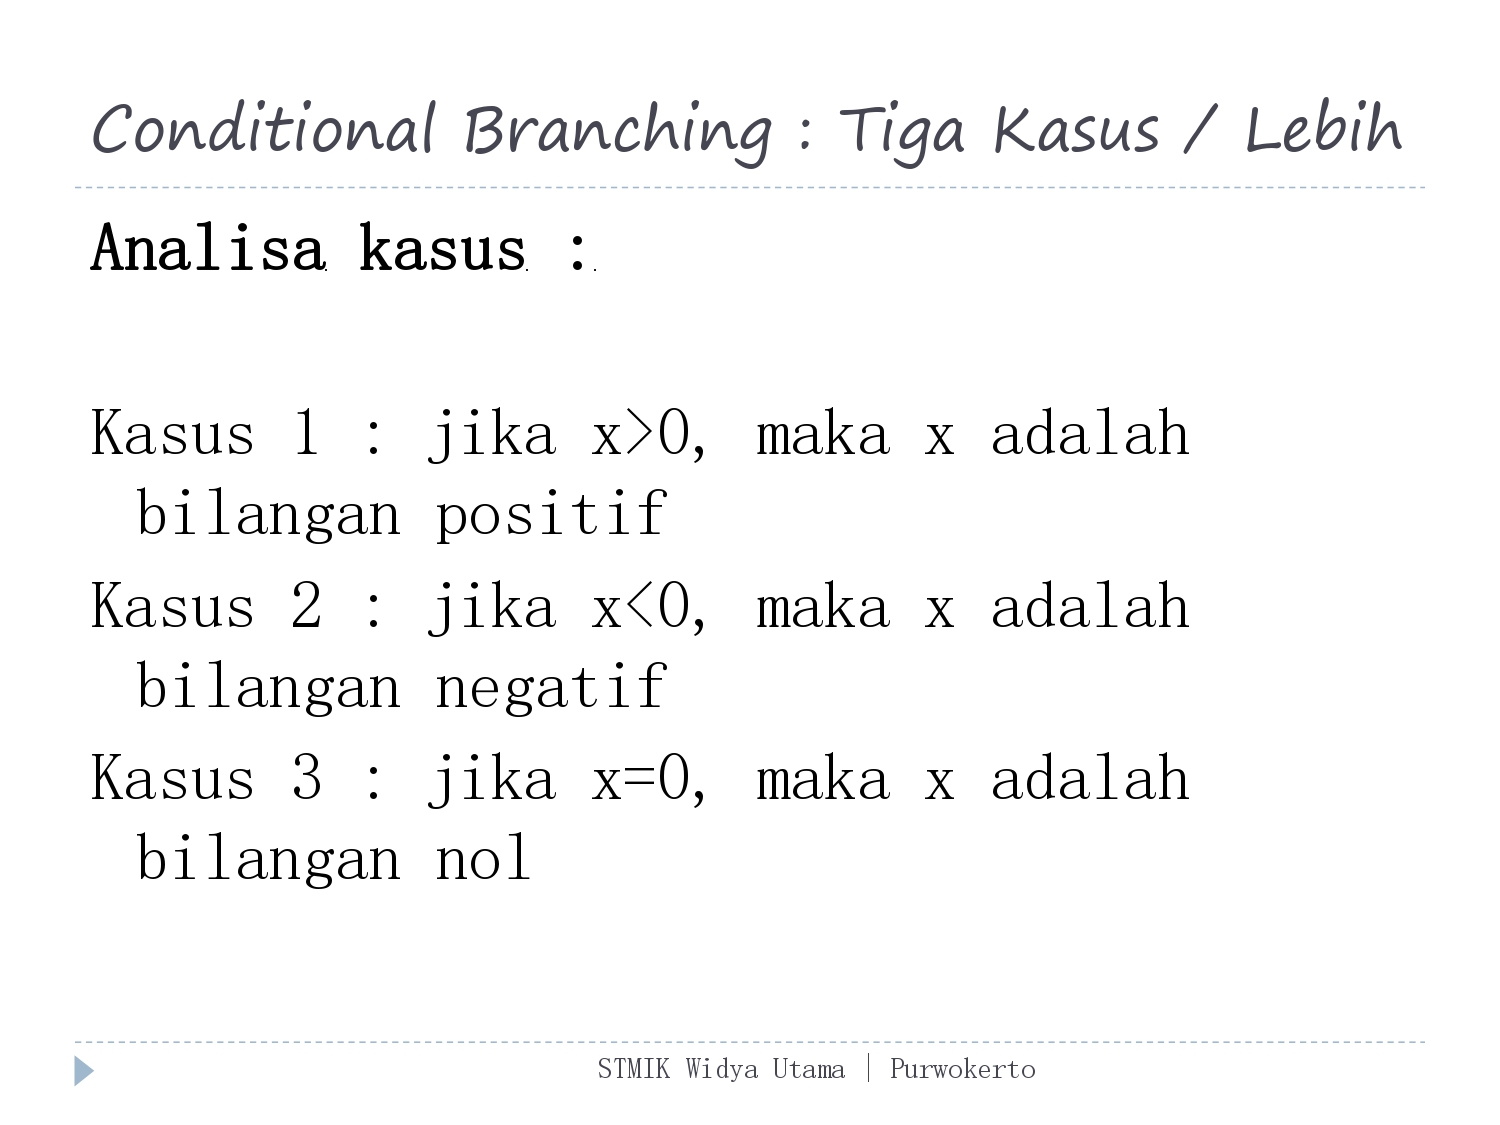 Conditional Branching : Tiga Kasus / Lebih
Analisa kasus :
Kasus 1 : jika x>0, maka x adalah
bilangan positif
Kasus 2 : jika x<0, maka x adalah
bilangan negatif
Kasus 3 : jika x=0, maka x adalah
bilangan nol
STMIK Widya Utama | Purwokerto